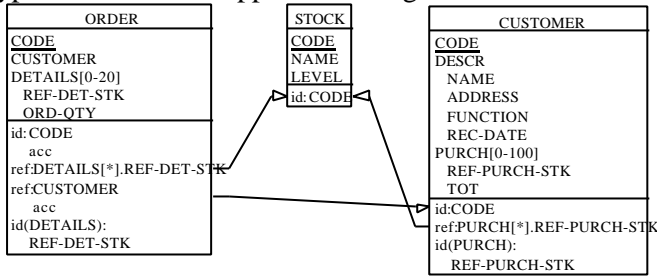 ORDER
CODE
CUSTOMER
DETAILS[0-20]
REF-DET-STK
ORD-QTY
id: CODE
acc
ref:DETAILS[*].REF-DET-STK
ref:CUSTOMER
acc
id(DETAILS):
REF-DET-STK
STOCK
CODE
NAME
LEVEL
id: CODE
CUSTOMER
CODE
DESCR
NAME
ADDRESS
FUNCTION
REC-DATE
PURCH[0-100]
REF-PURCH-STK
TOT
id:CODE
ref:PURCH[*].REF-PURCH-STK
id(PURCH):
REF-PURCH-STK